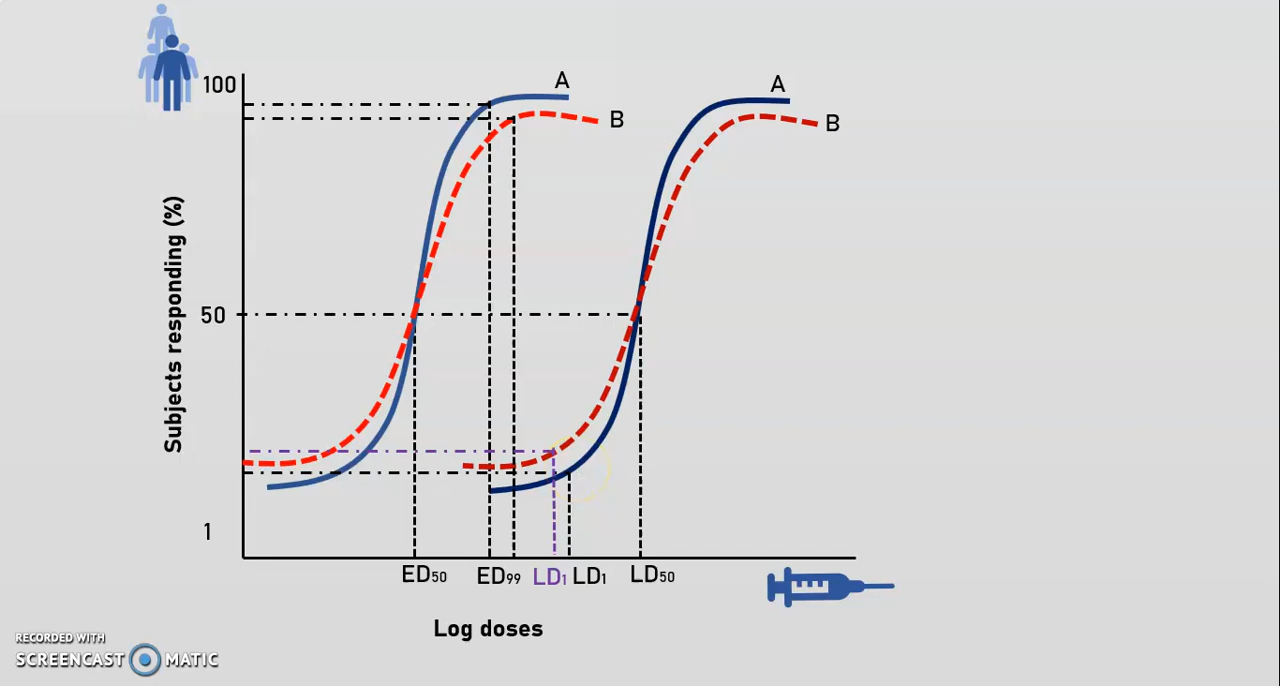 100
A
A
B
B
Subjects responding (%)
50
1
ED50
ED99
LD1
LD1
LD50
Log doses
RECORDED WITH
SCREENCAST MATIC